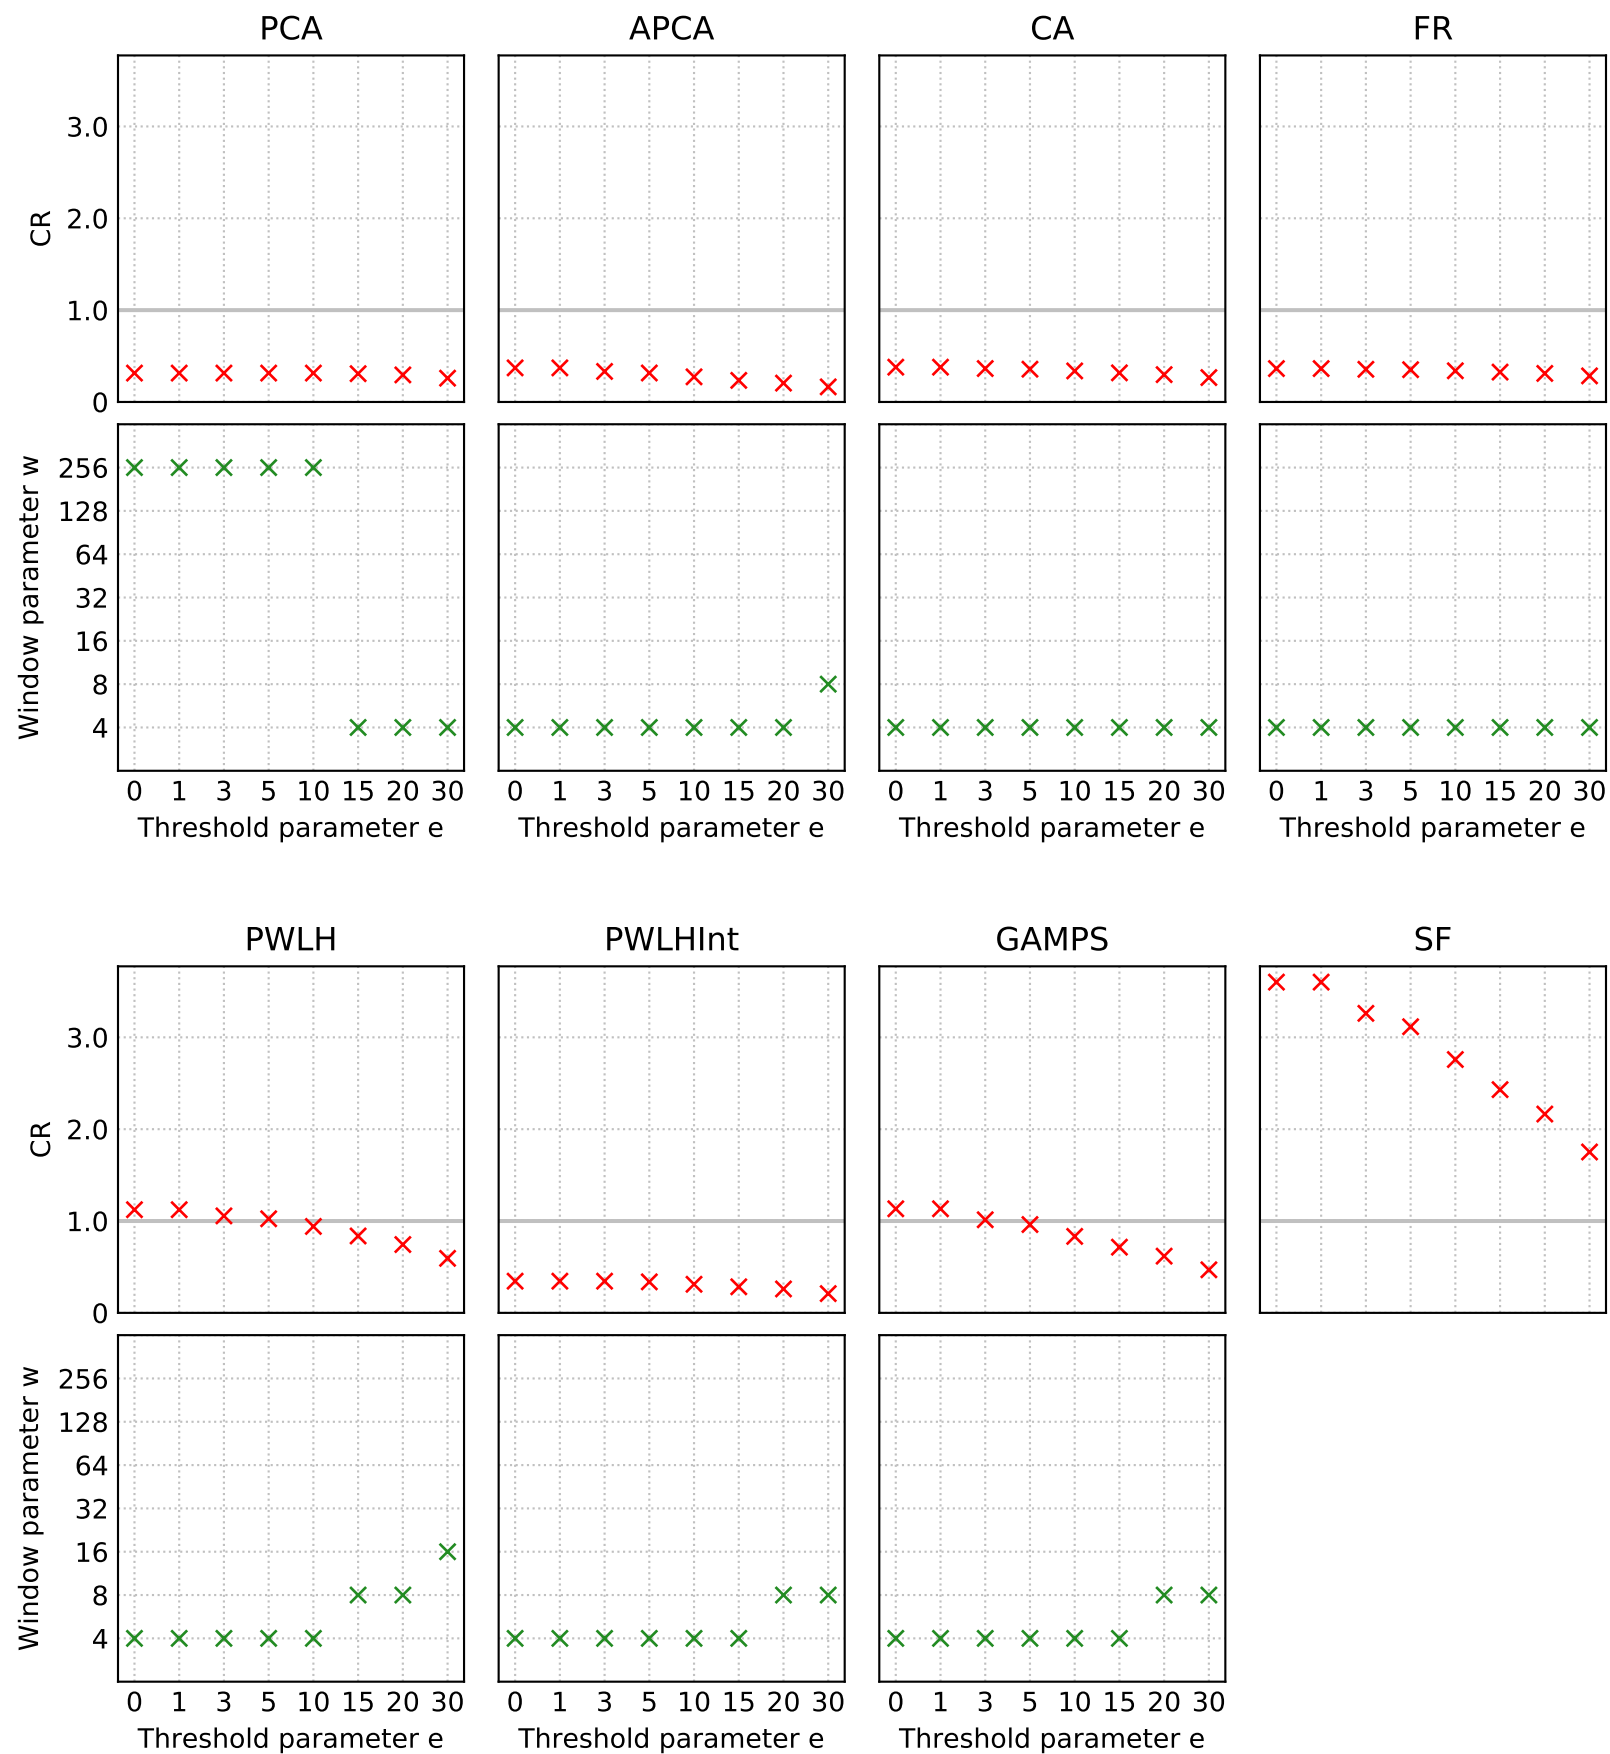 PCA APCA CA FR
CR
3.0
2.0
1.0
0
Window parameter w
256
128
64
32
16
8
4
0 1 3 5 10 15 20 30 0 1 3 5 10 15 20 30 0 1 3 5 10 15 20 30 0 1 3 5 10 15 20 30
Threshold parameter e Threshold parameter e Threshold parameter e Threshold parameter e
PWLH PWLHInt GAMPS SF
CR
3.0
2.0
1.0
0
Window parameter w
256
128
64
32
16
8
4
0 1 3 5 10 15 20 30 0 1 3 5 10 15 20 30 0 1 3 5 10 15 20 30
Threshold parameter e Threshold parameter e Threshold parameter e